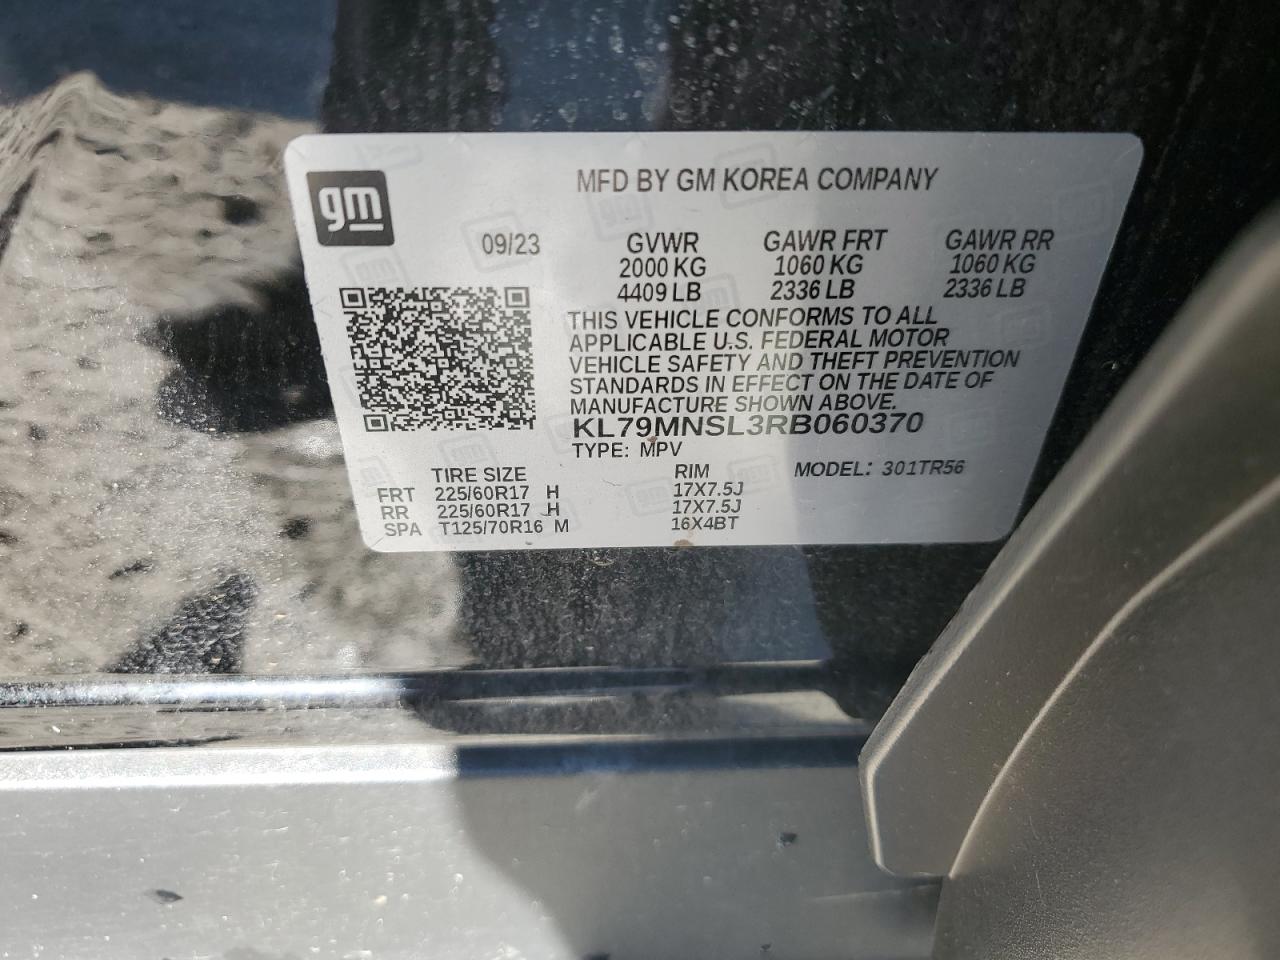 gm
MFD BY GM KOREA COMPANY
09/23 GVWR GAWR FRT GAWR RR
2000 KG 1060 KG 1060 KG
4409 LB 2336 LB 2336 LB
THIS VEHICLE CONFORMS TO ALL
APPLICABLE U.S. FEDERAL MOTOR
VEHICLE SAFETY AND THEFT PREVENTION
STANDARDS IN EFFECT ON THE DATE OF
MANUFACTURE SHOWN ABOVE.
KL79MNSL3RB060370
TYPE: MPV
TIRE SIZE RIM MODEL: 301TR56
FRT 225/60R17 H 17X7.5J
RR 225/60R17 H 17X7.5J
SPA T125/70R16 M 16X4BT